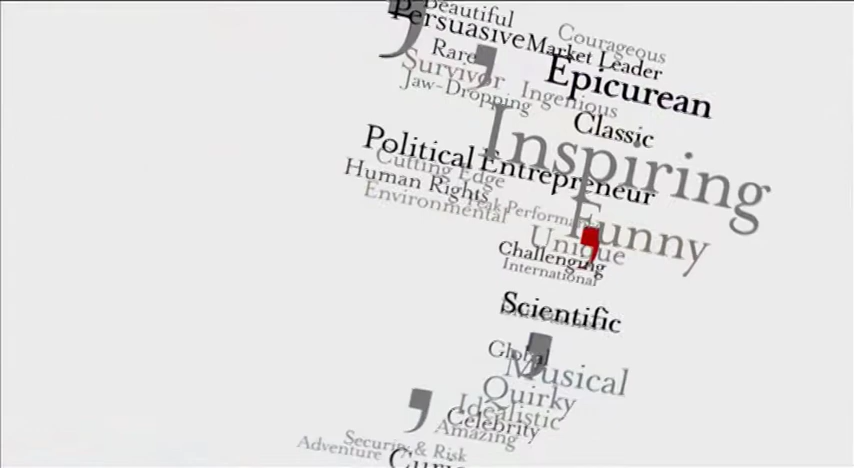 Beautiful
Persuasive
Courageous
Market Leader
Rare
Survivor
Epicurean
Jaw-Dropping
Ingenious
Classic
Inspiring
Political
Entrepreneur
Cutting Edge
Human Rights
Environmental
Peak Performance
Funny
Unique
Challenging
International
Scientific
Global
Musical
Quirky
Idealistic
Celebrity
Amazing
Security & Risk
Adventure